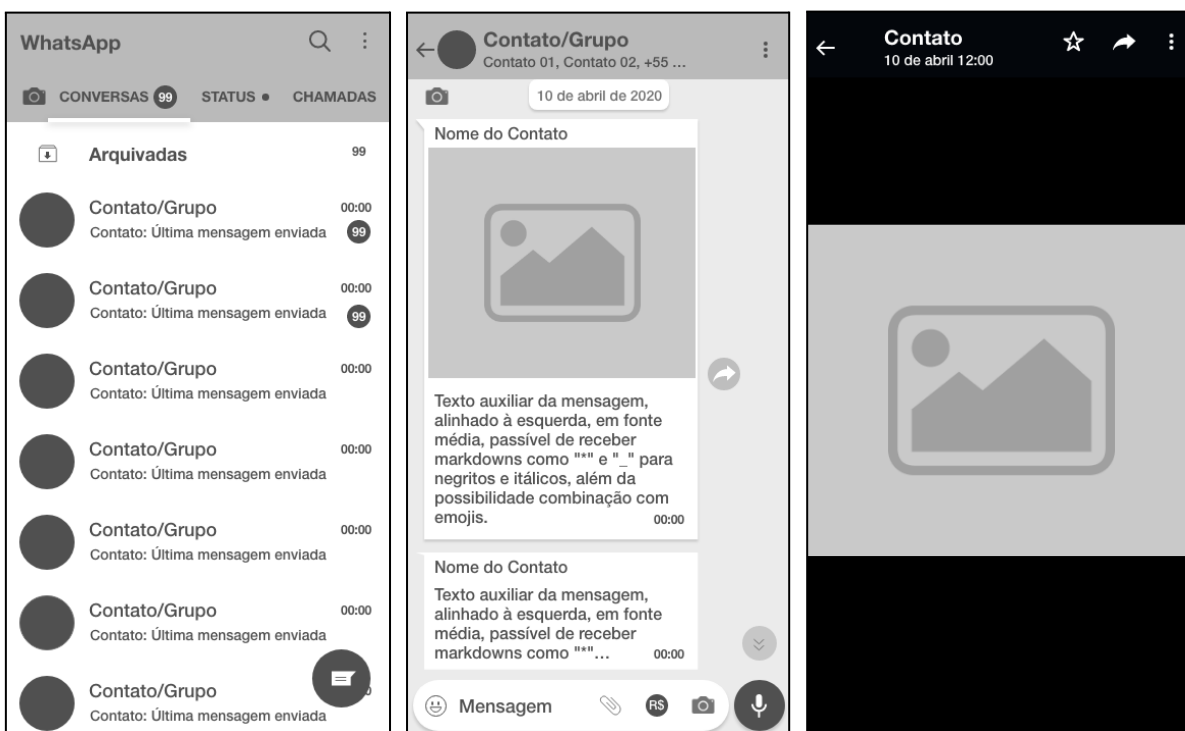 WhatsApp
CONVERSAS 99 STATUS • CHAMADAS
Arquivadas 99
Contato/Grupo 00:00
Contato: Última mensagem enviada 99
Contato/Grupo 00:00
Contato: Última mensagem enviada 99
Contato/Grupo 00:00
Contato: Última mensagem enviada
Contato/Grupo 00:00
Contato: Última mensagem enviada
Contato/Grupo 00:00
Contato: Última mensagem enviada
Contato/Grupo 00:00
Contato: Última mensagem enviada
Contato/Grupo
Contato: Última mensagem enviada
Contato/Grupo
Contato 01, Contato 02, +55 ...
10 de abril de 2020
Nome do Contato
Texto auxiliar da mensagem,
alinhado à esquerda, em fonte
média, passível de receber
markdowns como "*" e "_" para
negritos e itálicos, além da
possibilidade combinação com
emojis. 00:00
Nome do Contato
Texto auxiliar da mensagem,
alinhado à esquerda, em fonte
média, passível de receber
markdowns como "*"... 00:00
Mensagem R$
Contato
10 de abril 12:00